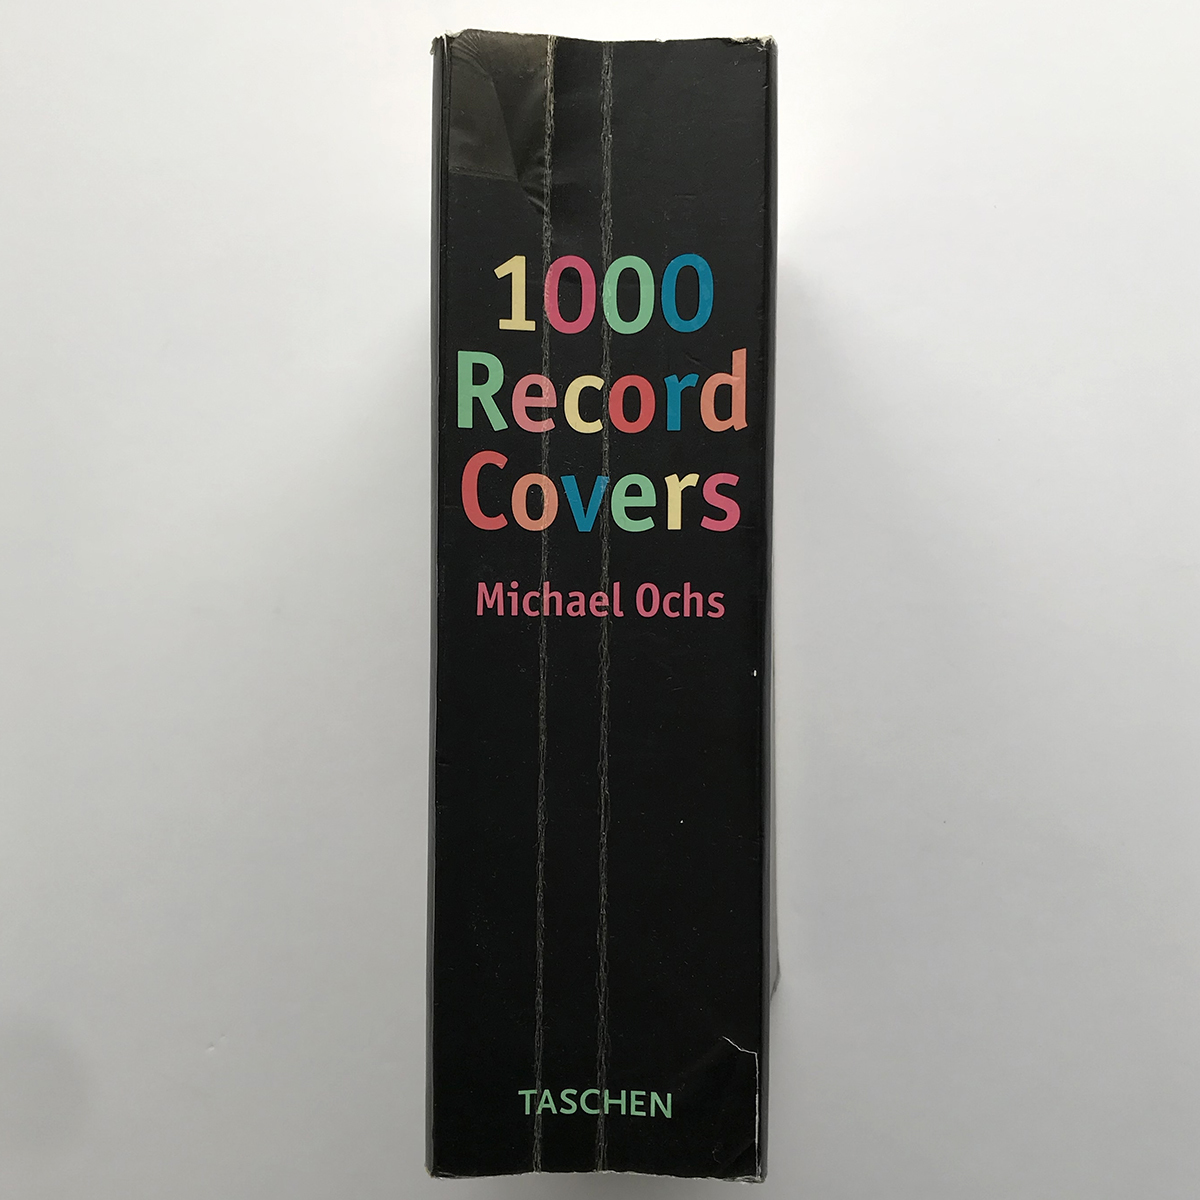 1000
Record
Covers
Michael Ochs
TASCHEN